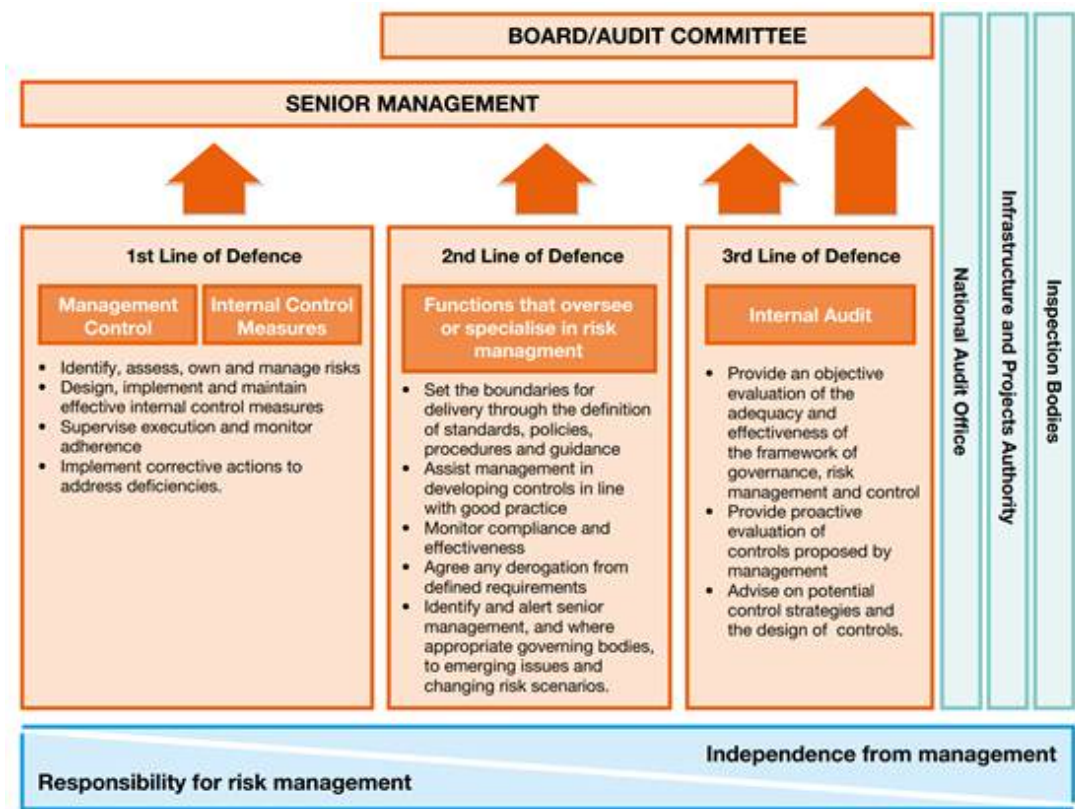 BOARD/AUDIT COMMITTEE
SENIOR MANAGEMENT
1st Line of Defence
Management
Control
Internal Control
Measures
• Identify, assess, own and manage risks
• Design, implement and maintain
effective internal control measures
• Supervise execution and monitor
adherence
• Implement corrective actions to
address deficiencies.
2nd Line of Defence
Functions that oversee
or specialise in risk
managment
• Set the boundaries for
delivery through the definition
of standards, policies,
procedures and guidance
• Assist management in
developing controls in line
with good practice
• Monitor compliance and
effectiveness
• Agree any derogation from
defined requirements
• Identify and alert senior
management, and where
appropriate governing bodies,
to emerging issues and
changing risk scenarios.
3rd Line of Defence
Internal Audit
• Provide an objective
evaluation of the
adequacy and
effectiveness of
the framework of
governance, risk
management and control
• Provide proactive
evaluation of
controls proposed by
management
• Advise on potential
control strategies and
the design of controls.
National Audit Office
Infrastructure and Projects Authority
Inspection Bodies
Independence from management
Responsibility for risk management